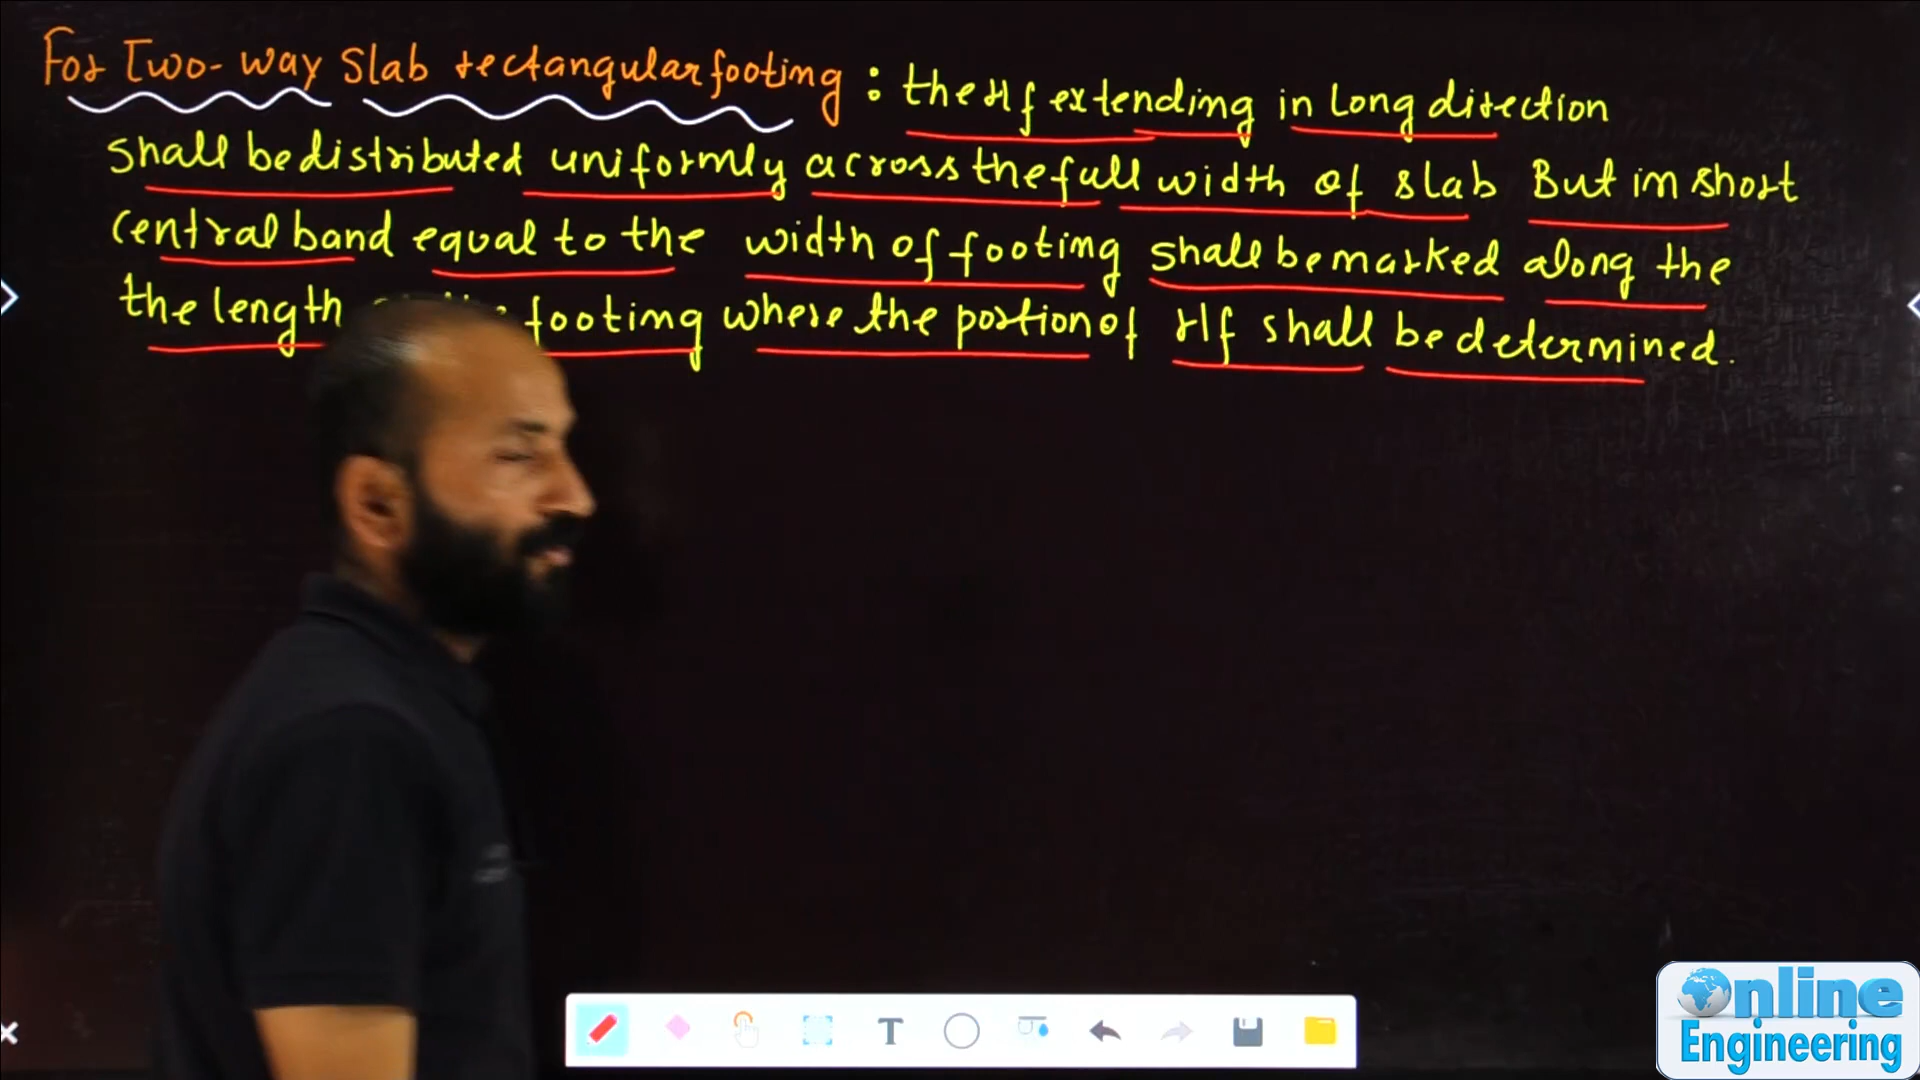 For Two-way Slab rectangular footing : the rlf extending in Long direction
shall be distributed uniformly across the full width of slab But in short
Central band equal to the width of footing shall be marked along the
the length footing where the portion of rlf shall be determined.
T
Online
Engineering